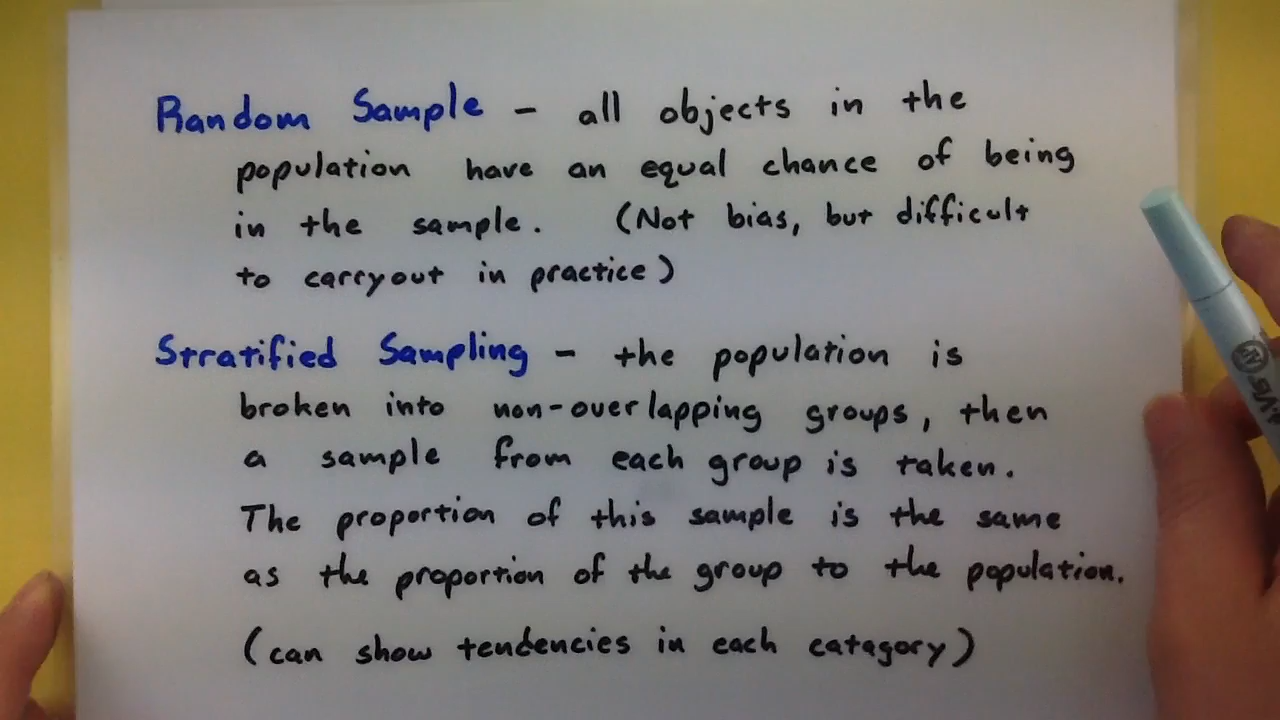 Random Sample - all objects in the
population have an equal chance of being
in the sample. (Not bias, but difficult
to carryout in practice)
Stratified Sampling - the population is
broken into non-overlapping groups, then
a sample from each group is taken.
The proportion of this sample is the same
as the proportion of the group to the population.
(can show tendencies in each catagory)